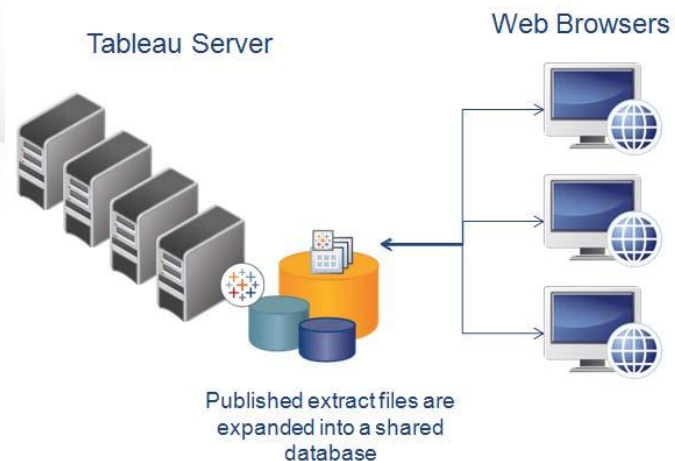 Tableau Server
Web Browsers
Published extract files are
expanded into a shared
database